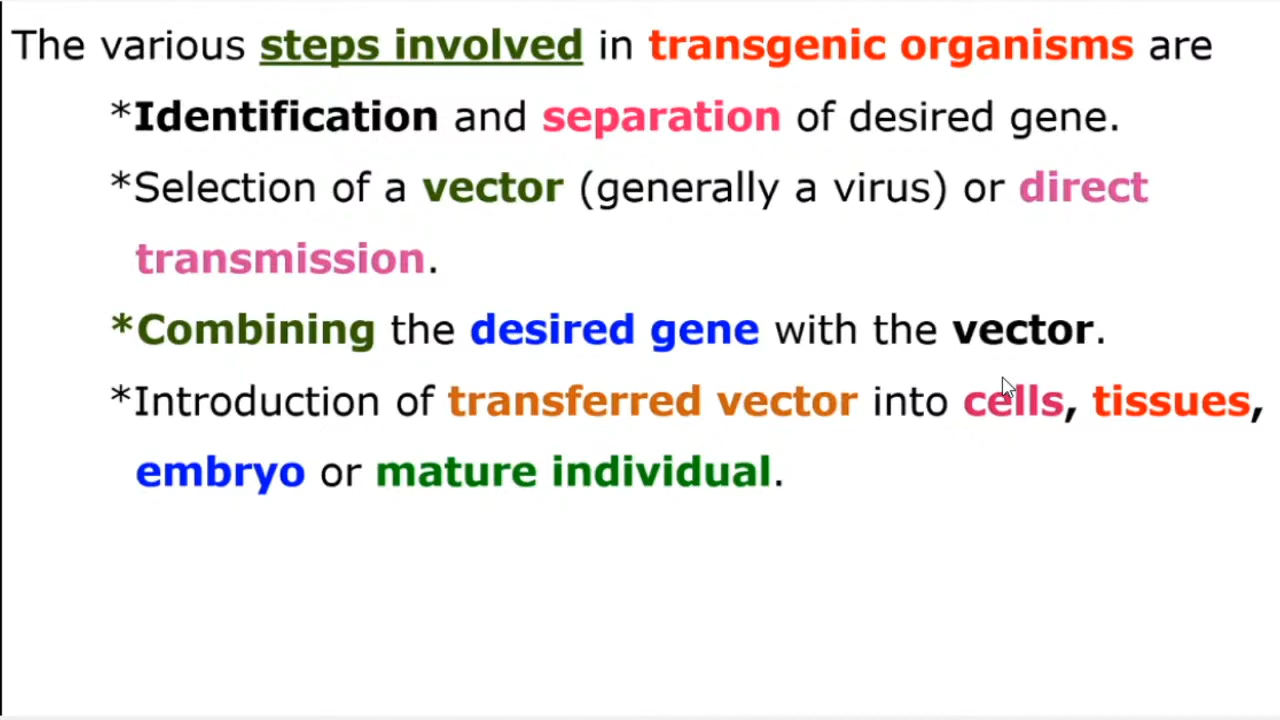 The various steps involved in transgenic organisms are
*Identification and separation of desired gene.
*Selection of a vector (generally a virus) or direct
transmission.
*Combining the desired gene with the vector.
*Introduction of transferred vector into cells, tissues,
embryo or mature individual.